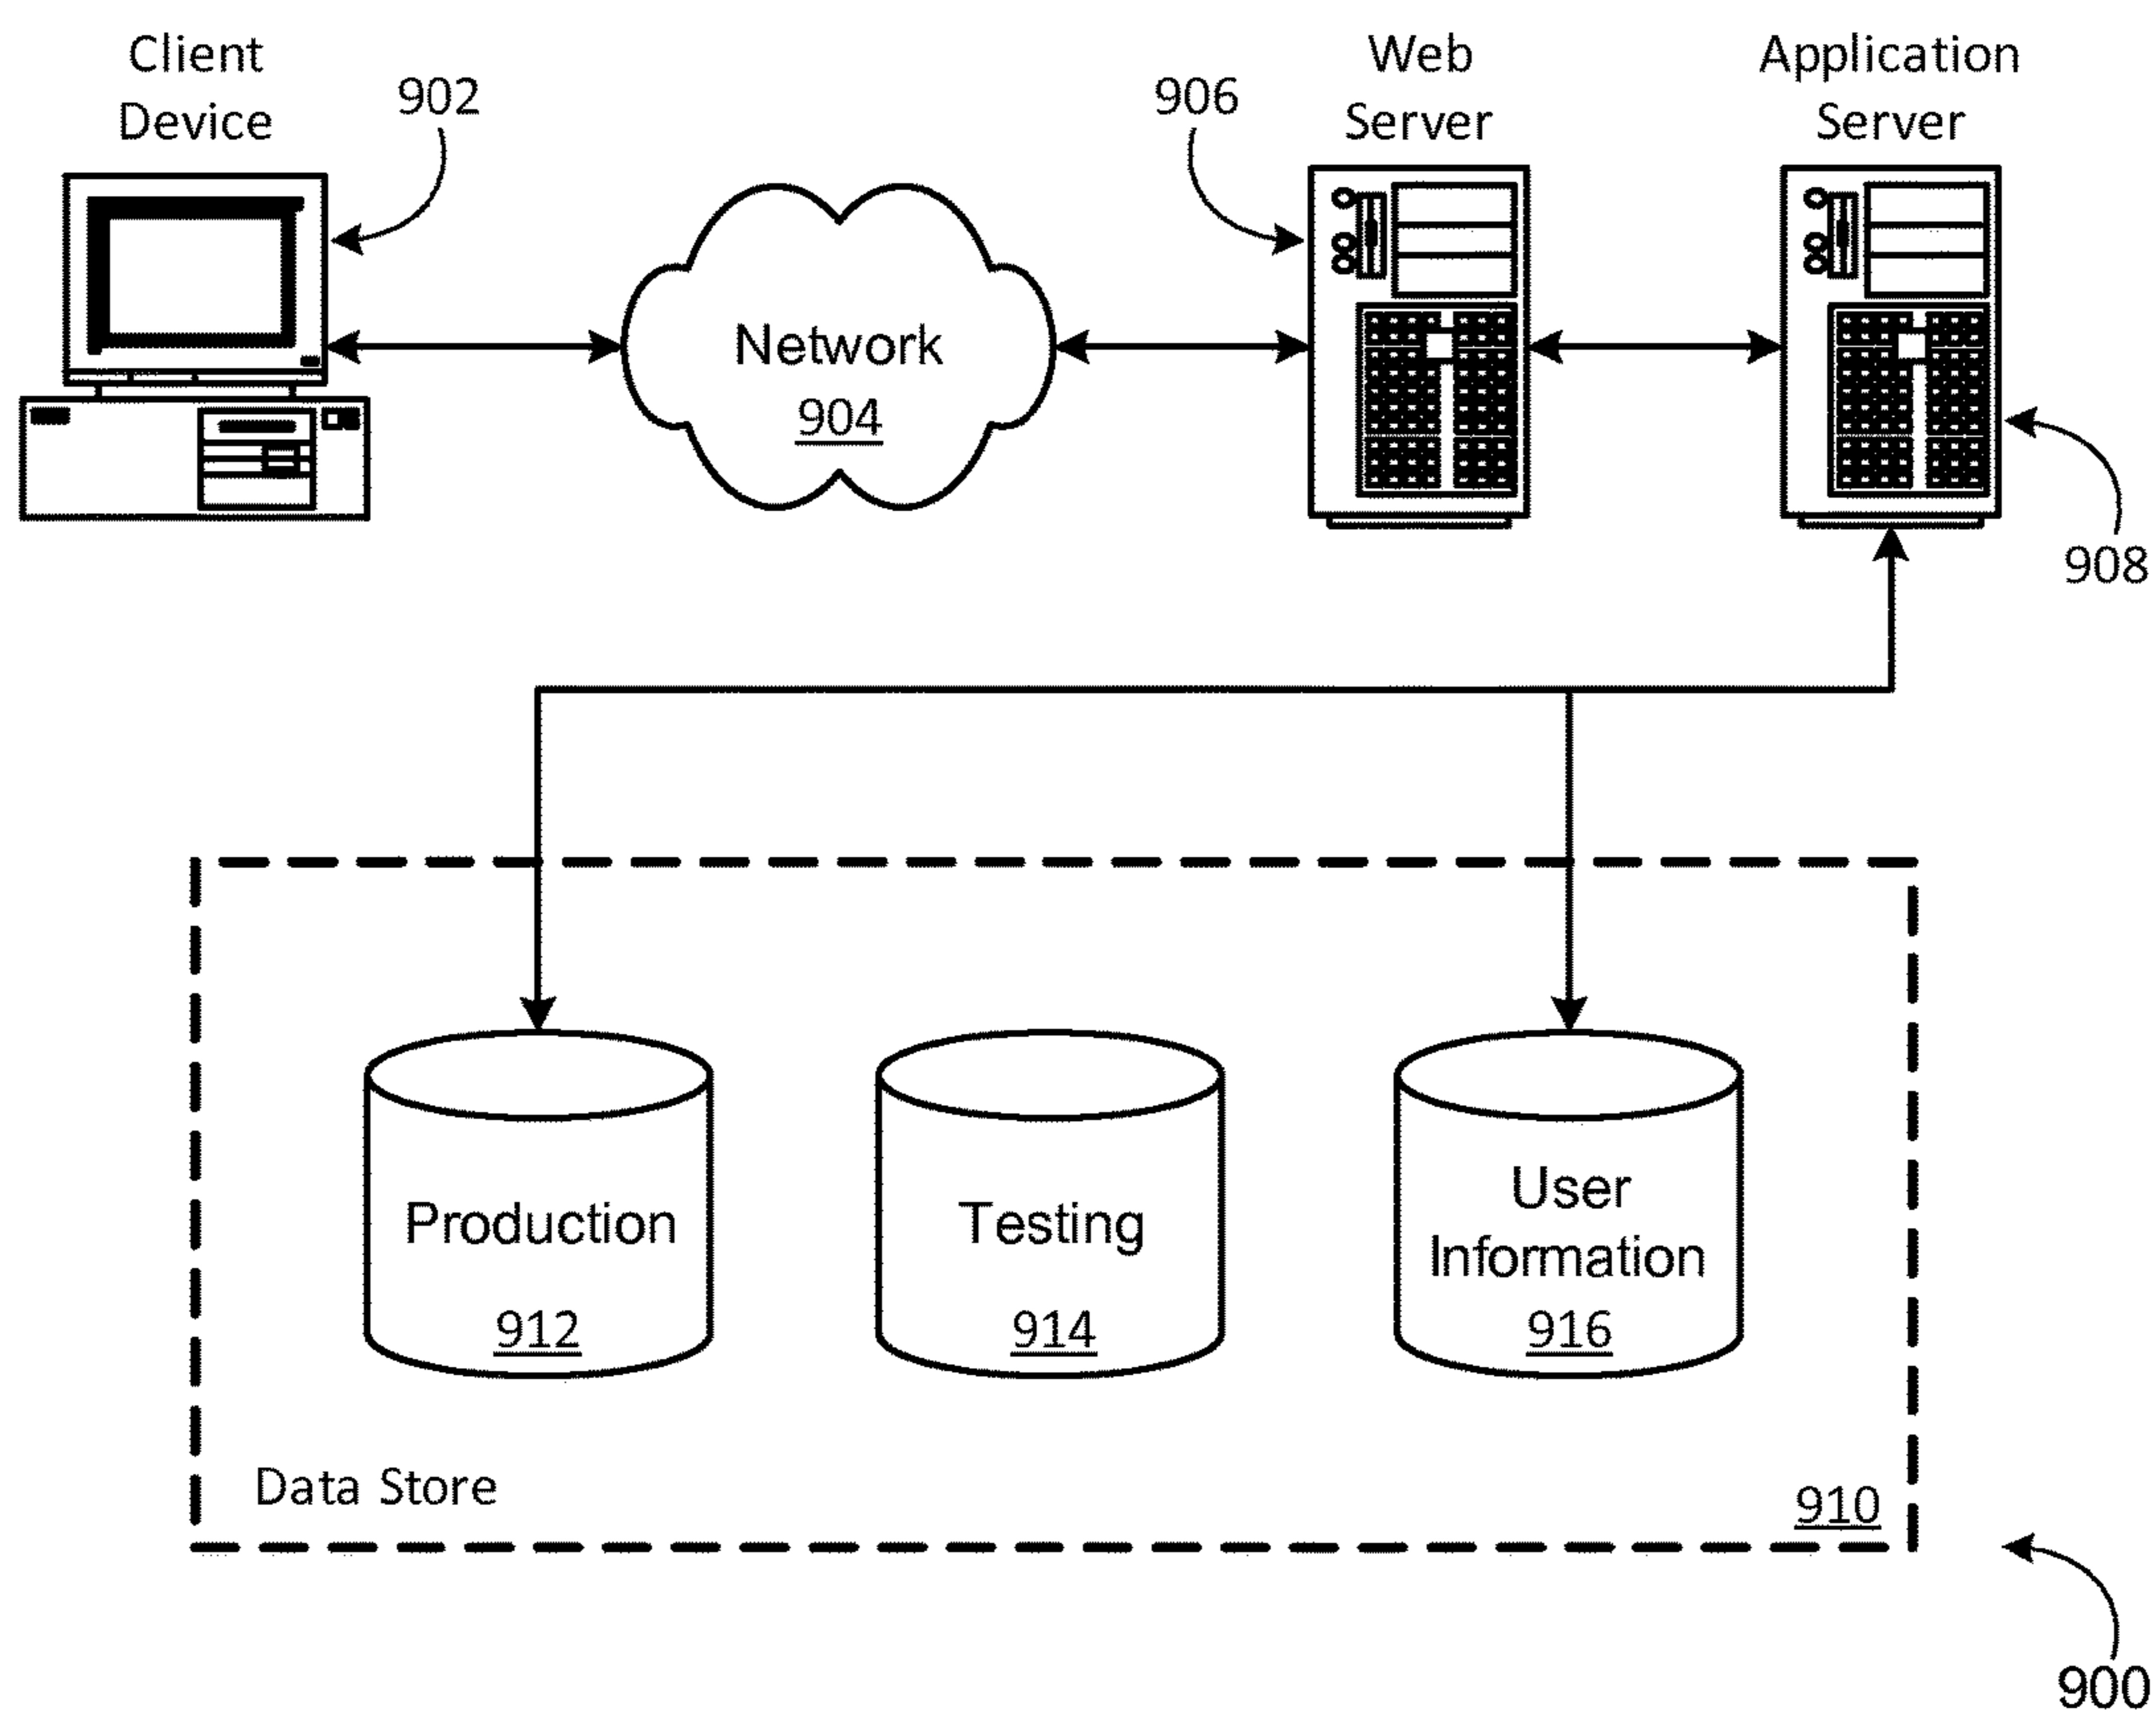 Client
Device
902
906
Web
Server
Application
Server
Network
904
908
Production
912
Testing
914
User
Information
916
Data Store
910
900